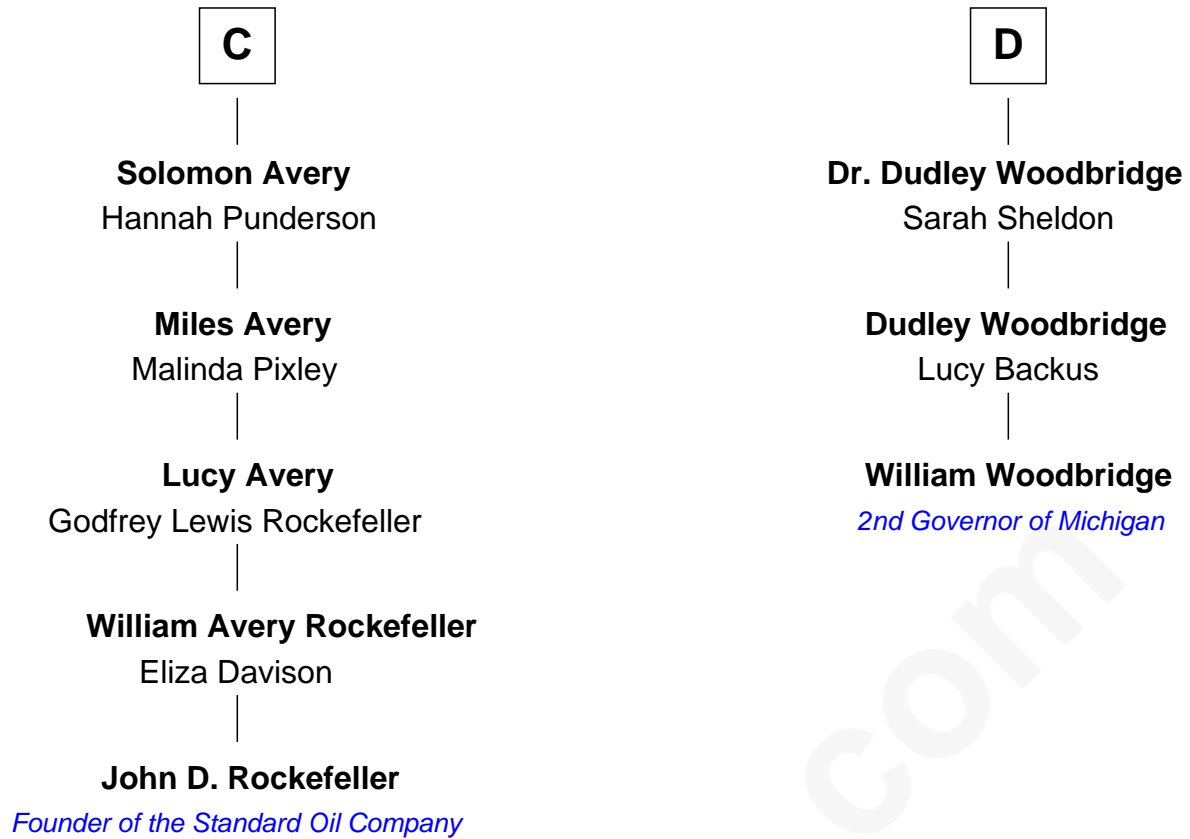 C
Solomon Avery
Hannah Punderson
Miles Avery
Malinda Pixley
Lucy Avery
Godfrey Lewis Rockefeller
William Avery Rockefeller
Eliza Davison
John D. Rockefeller
Founder of the Standard Oil Company
D
Dr. Dudley Woodbridge
Sarah Sheldon
Dudley Woodbridge
Lucy Backus
William Woodbridge
2nd Governor of Michigan
com